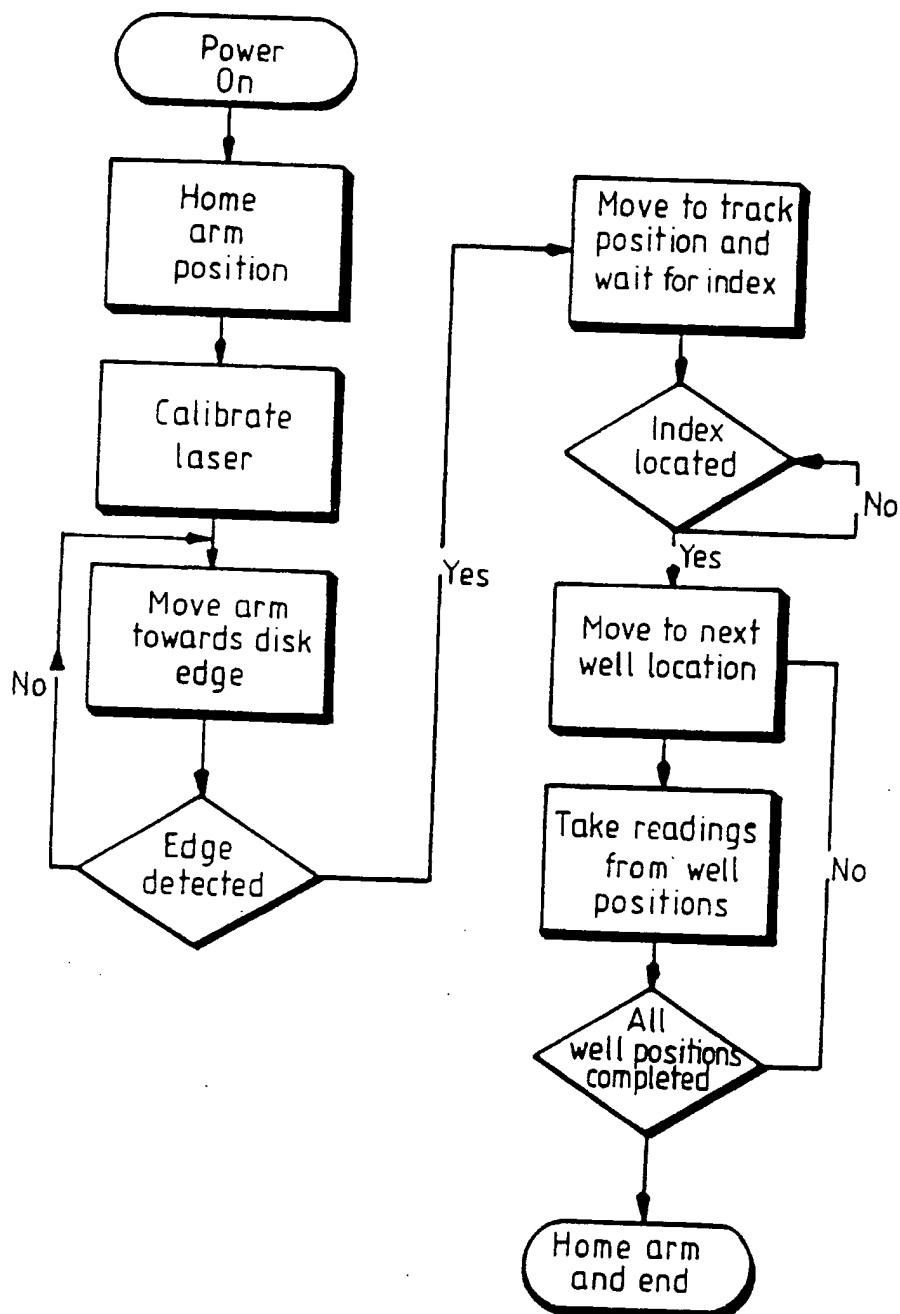 Power
On
Home
arm
position
Calibrate
laser
Move arm
towards disk
edge
No
Edge
detected
Yes
Move to track
position and
wait for index
Index
located
No
Yes
Move to next
well location
Take readings
from well
positions
No
All
well positions
completed
Home arm
and end